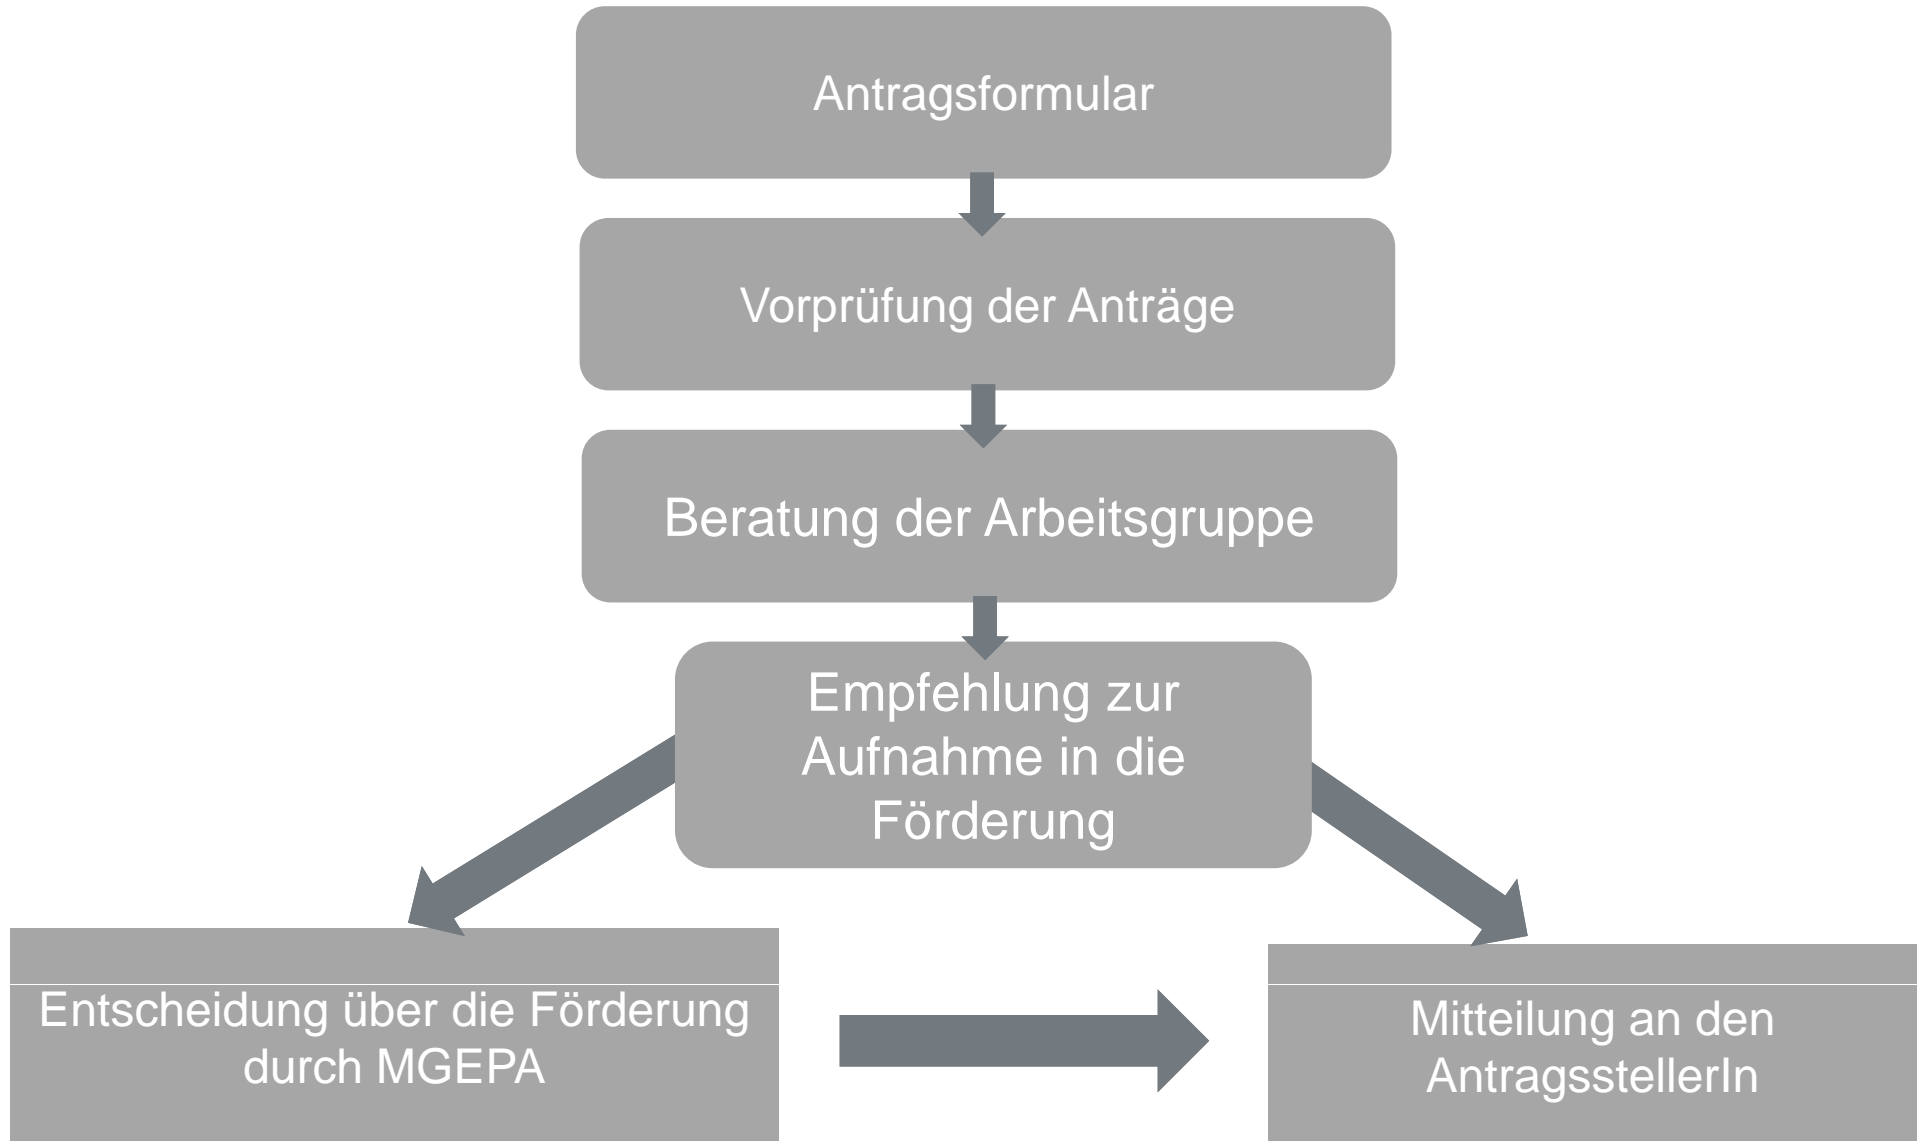 Antragsformular
Vorprüfung der Anträge
Beratung der Arbeitsgruppe
Empfehlung zur
Aufnahme in die
Förderung
Entscheidung über die Förderung
durch MGEPA
Mitteilung an den
AntragsstellerIn